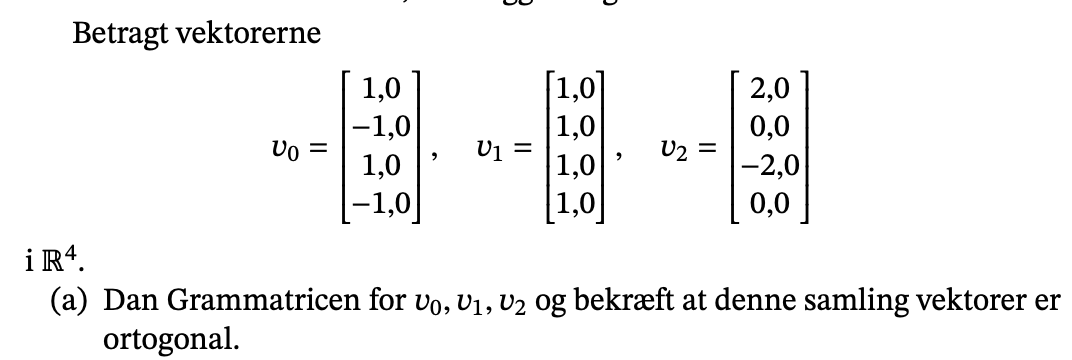 Betragt vektorerne
v₀ = [1,0 −1,0 1,0 −1,0], v₁ = [1,0 1,0 1,0 1,0], v₂ = [2,0 0,0 −2,0 0,0]
i ℝ⁴.
(a) Dan Grammatricen for v₀, v₁, v₂ og bekræft at denne samling vektorer er
ortogonal.